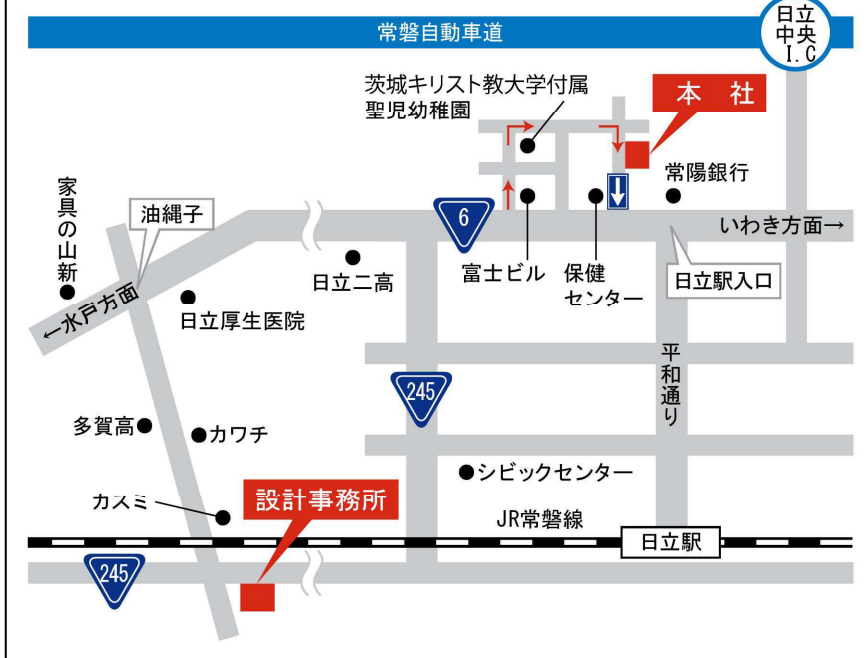 常磐自動車道
日立
中央
I.C
茨城キリスト教大学付属
聖児幼稚園
本 社
常陽銀行
家具の山新
油縄子
6
いわき方面→
日立二高
富士ビル
保健
センター
日立駅入口
←水戸方面
日立厚生医院
平和通り
245
多賀高
カワチ
シビックセンター
カスミ
設計事務所
JR常磐線
日立駅
245